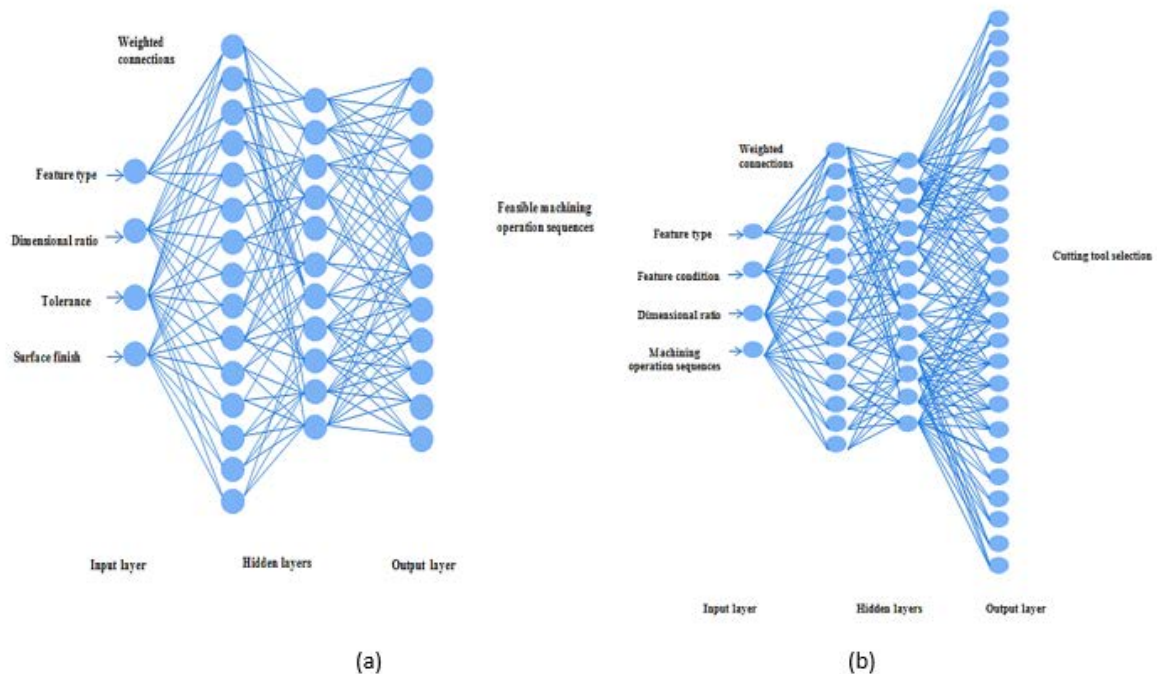 Weighted
connections
Feature type
Dimensional ratio
Tolerance
Surface finish
Feasible machining
operation sequences
Input layer
Hidden layers
Output layer
(a)
Weighted
connections
Feature type
Feature condition
Dimensional ratio
Machining
operation sequences
Cutting tool selection
Input layer
Hidden layers
Output layer
(b)